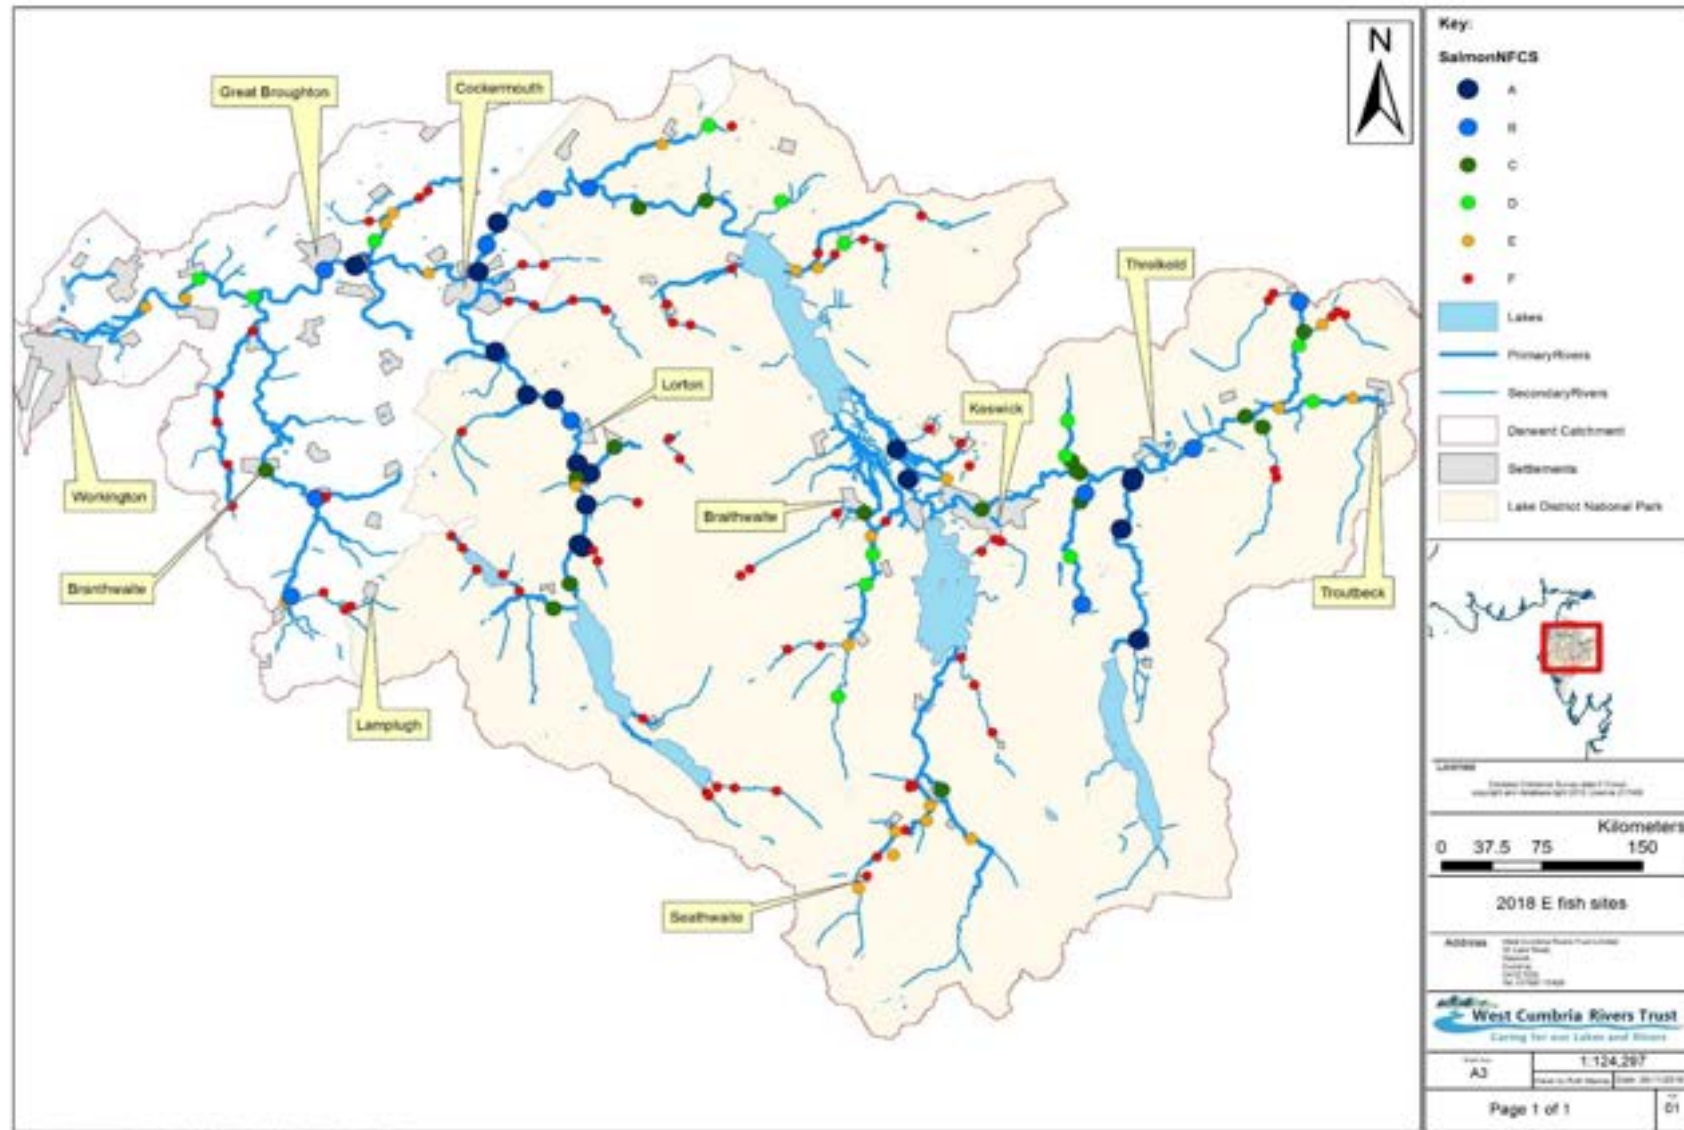 Great Broughton
Cockermouth
Threlkeld
Lorton
Keswick
Workington
Braithwaite
Branthwaite
Troutbeck
Lamplugh
Seathwaite
N
Key:
SalmonNFCS
A
B
C
D
E
F
Lakes
PrimaryRivers
SecondaryRivers
Derwent Catchment
Settlements
Lake District National Park
Kilometers
0 37.5 75 150
2018 E fish sites
Address
West Cumbria Rivers Trust
Caring for our Lakes and Rivers
A3
1:124,297
Page 1 of 1
01